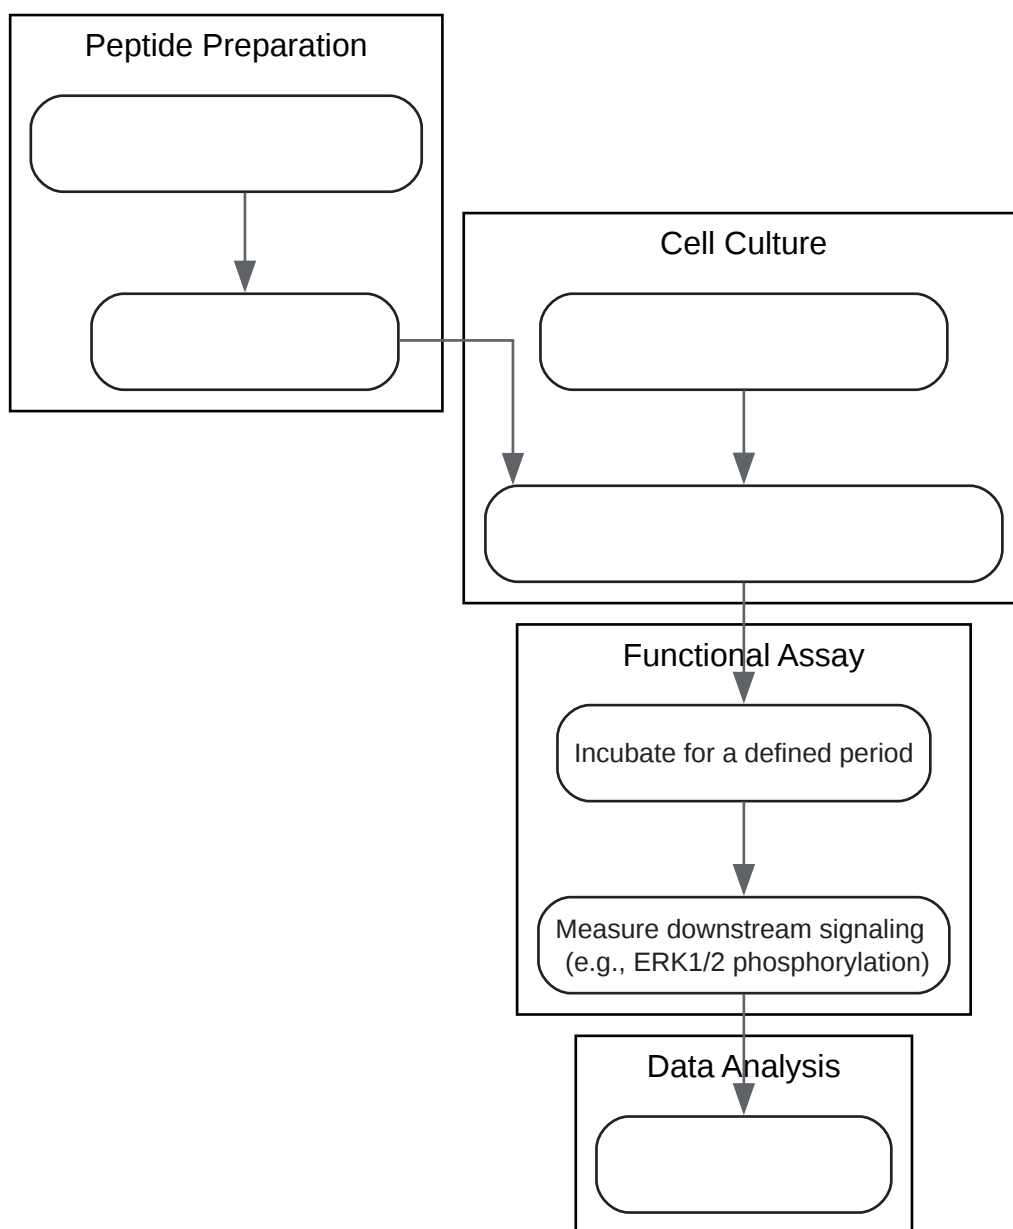 Peptide Preparation
Cell Culture
Functional Assay
Incubate for a defined period
Measure downstream signaling
(e.g., ERK1/2 phosphorylation)
Data Analysis